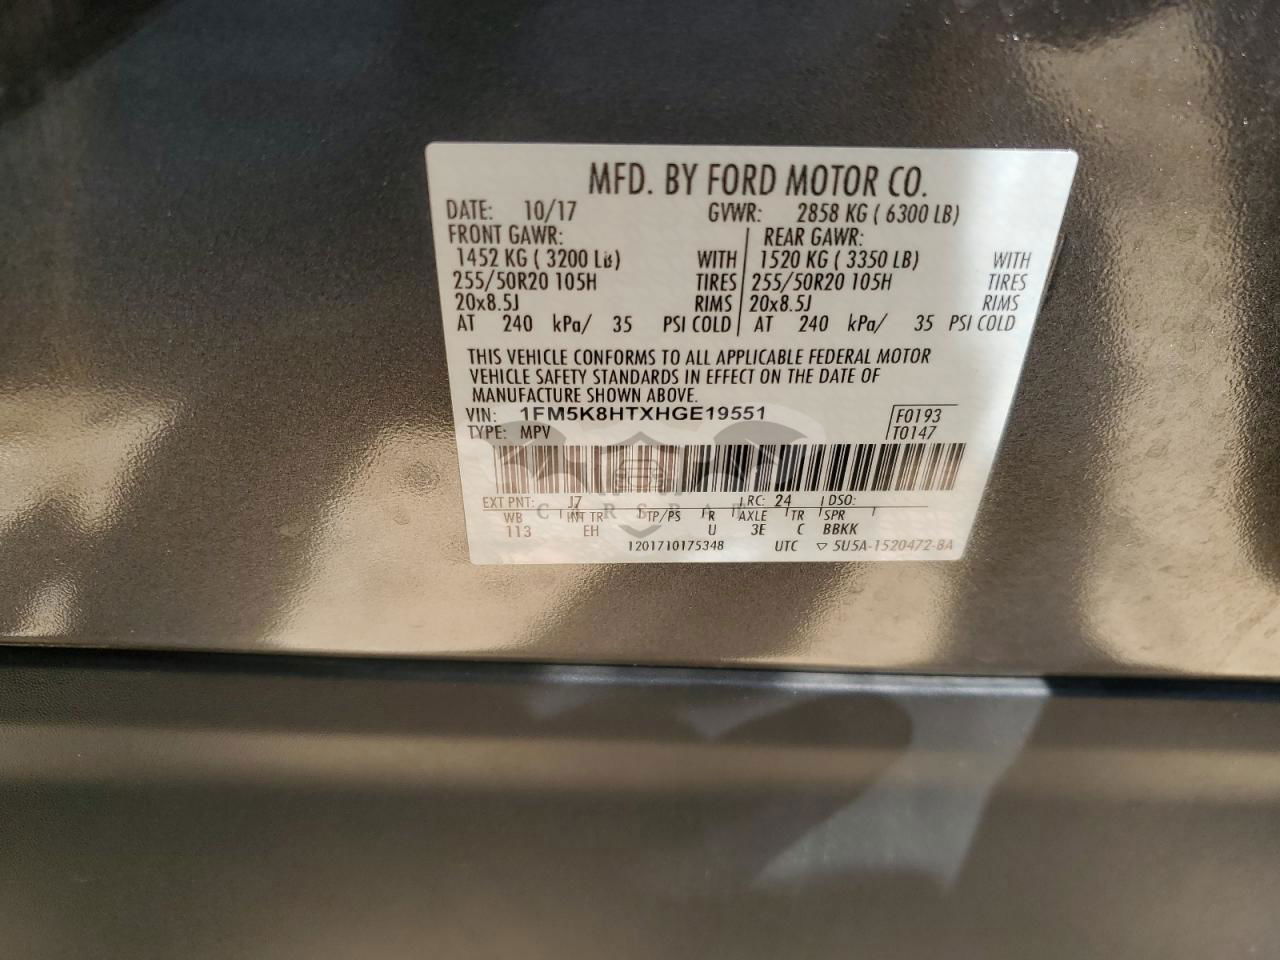 MFD. BY FORD MOTOR CO.
DATE: 10/17 GVWR: 2858 KG ( 6300 LB)
FRONT GAWR: REAR GAWR:
1452 KG ( 3200 LB) WITH 1520 KG ( 3350 LB) WITH
255/50R20 105H TIRES 255/50R20 105H TIRES
20x8.5J RIMS 20x8.5J RIMS
AT 240 kPa/ 35 PSI COLD AT 240 kPa/ 35 PSI COLD
THIS VEHICLE CONFORMS TO ALL APPLICABLE FEDERAL MOTOR
VEHICLE SAFETY STANDARDS IN EFFECT ON THE DATE OF
MANUFACTURE SHOWN ABOVE.
VIN: 1FM5K8HTXHGE19551 F0193
TYPE: MPV T0147
EXT PNT: J7 RC: 24 DSO:
WB INT TR TP/PS R AXLE TR SPR
113 EH U 3E C BBKK
1201710175348 UTC ▽ 5U5A-1520472-BA